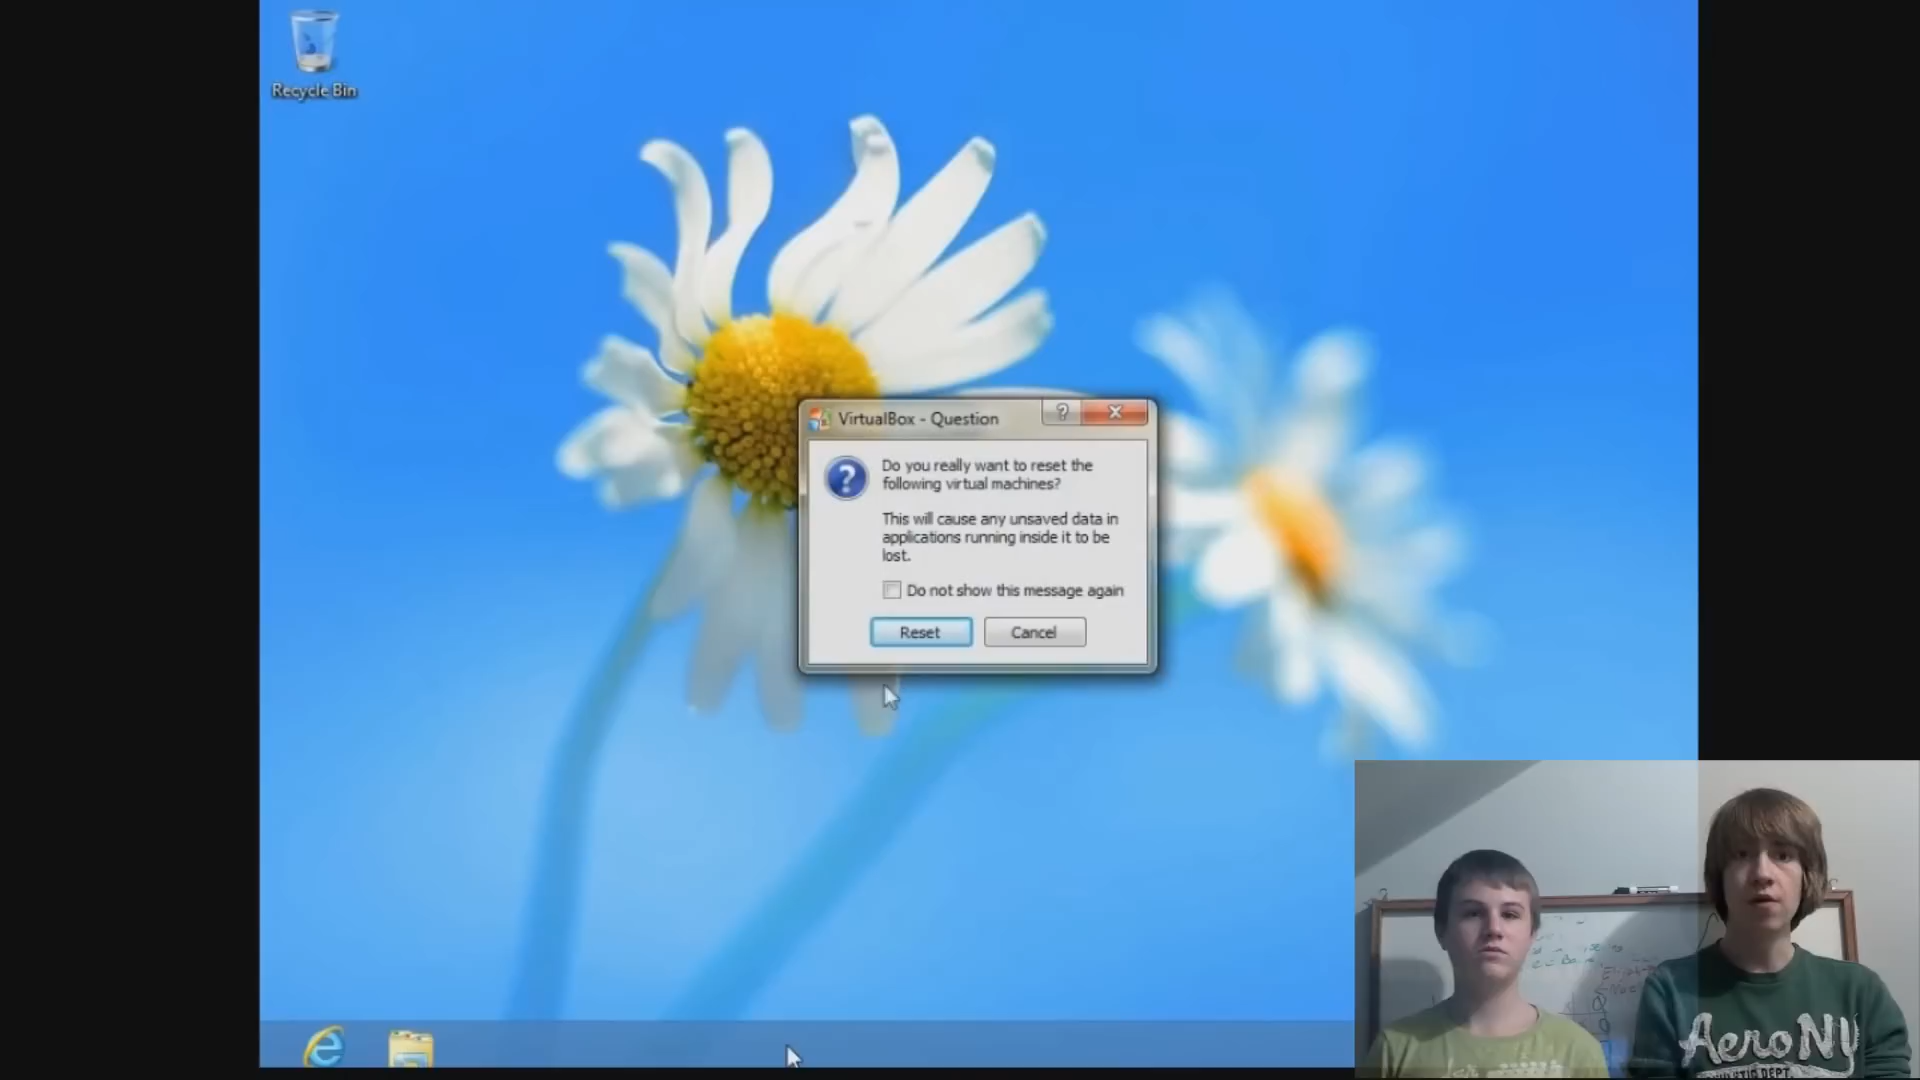 Recycle Bin
VirtualBox - Question
Do you really want to reset the
following virtual machines?
This will cause any unsaved data in
applications running inside it to be
lost.
Do not show this message again
Reset
Cancel
AeroNY